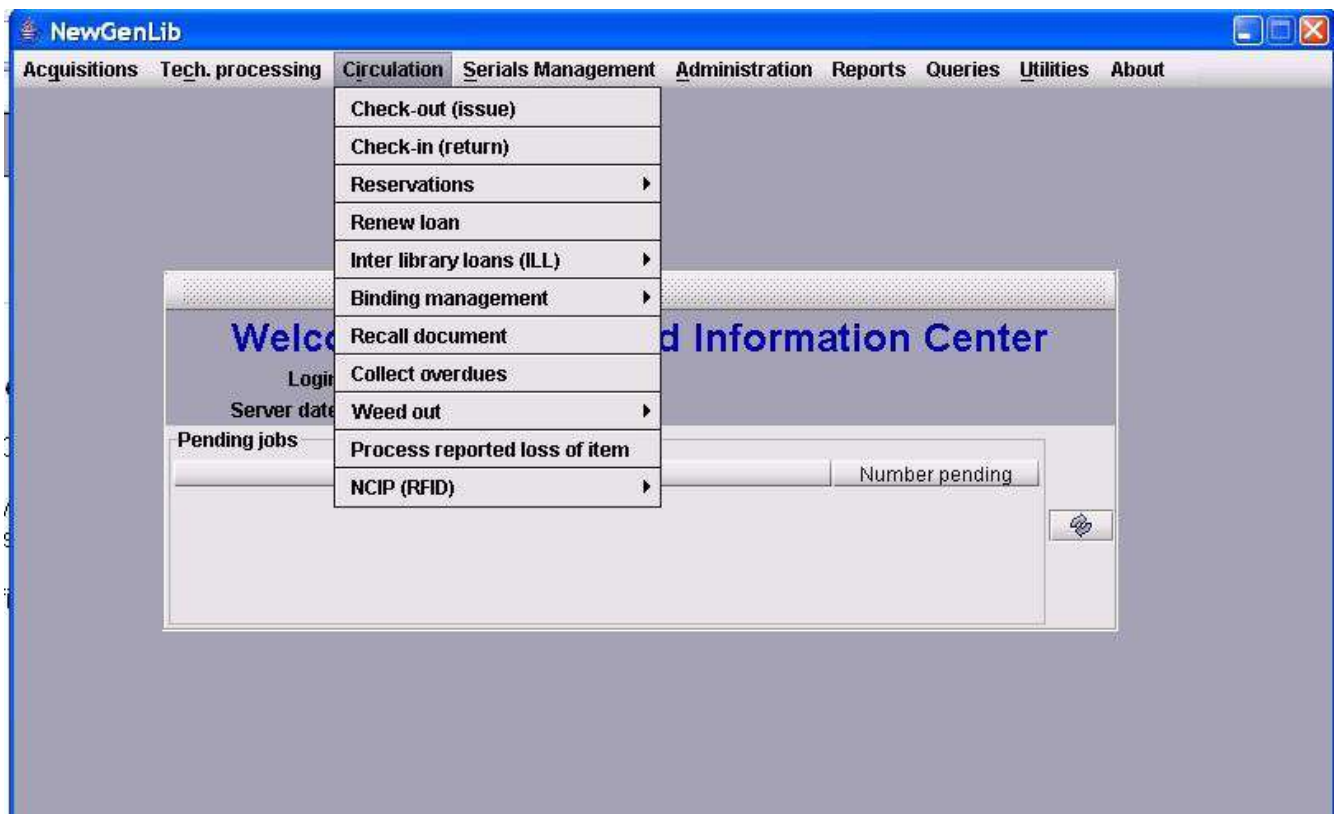 NewGenLib
Acquisitions Tech. processing Circulation Serials Management Administration Reports Queries Utilities About
Check-out (issue)
Check-in (return)
Reservations
Renew loan
Inter library loans (ILL)
Binding management
Recall document
Collect overdues
Weed out
Process reported loss of item
NCIP (RFID)
Information Center
Server date
Pending jobs
Number pending